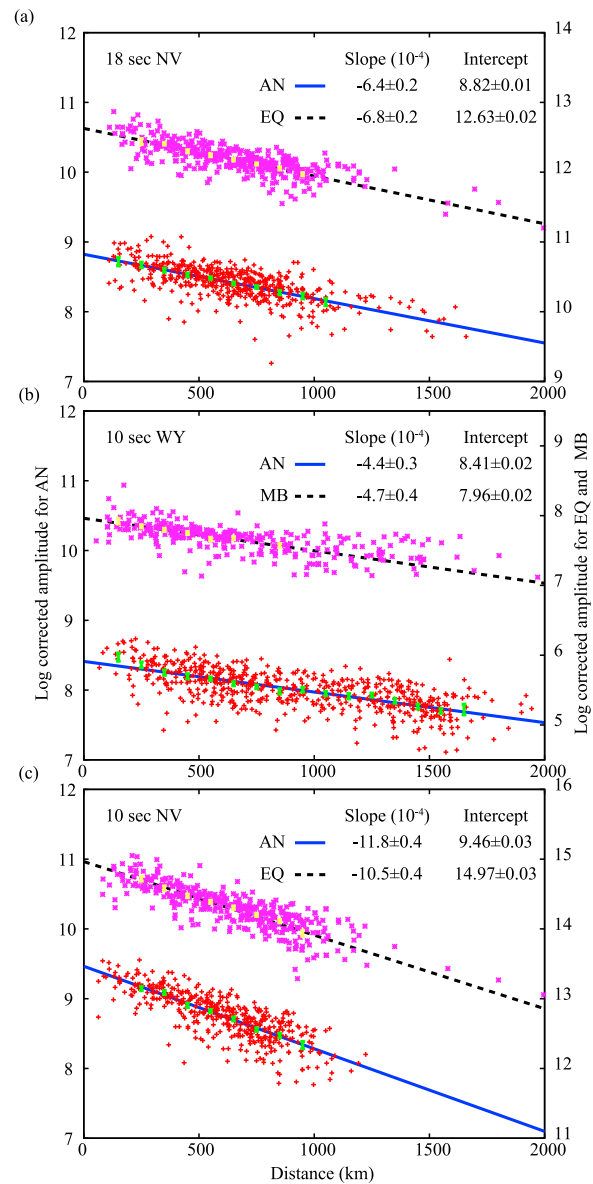 (a)
12
11
10
9
8
7
14
13
12
11
10
9
18 sec NV
Slope (10⁻⁴) Intercept
AN -6.4±0.2 8.82±0.01
EQ -6.8±0.2 12.63±0.02
0 500 1000 1500 2000
(b)
12
11
10
9
8
7
9
8
7
6
5
10 sec WY
Slope (10⁻⁴) Intercept
AN -4.4±0.3 8.41±0.02
MB -4.7±0.4 7.96±0.02
0 500 1000 1500 2000
Log corrected amplitude for AN
Log corrected amplitude for EQ and MB
(c)
12
11
10
9
8
7
16
15
14
13
12
11
10 sec NV
Slope (10⁻⁴) Intercept
AN -11.8±0.4 9.46±0.03
EQ -10.5±0.4 14.97±0.03
0 500 1000 1500 2000
Distance (km)